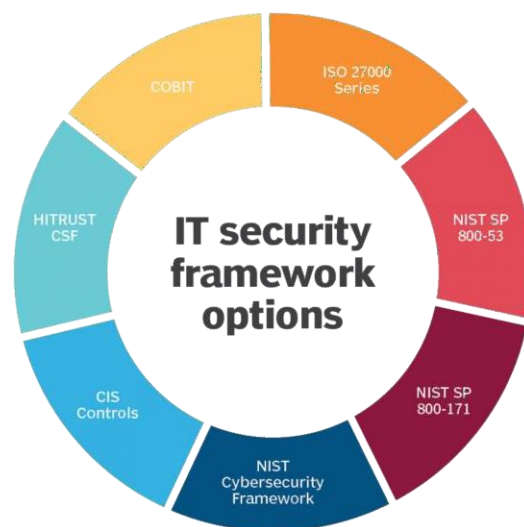 IT security
framework
options
ISO 27000
Series
NIST SP
800-53
NIST SP
800-171
NIST
Cybersecurity
Framework
CIS
Controls
HITRUST
CSF
COBIT